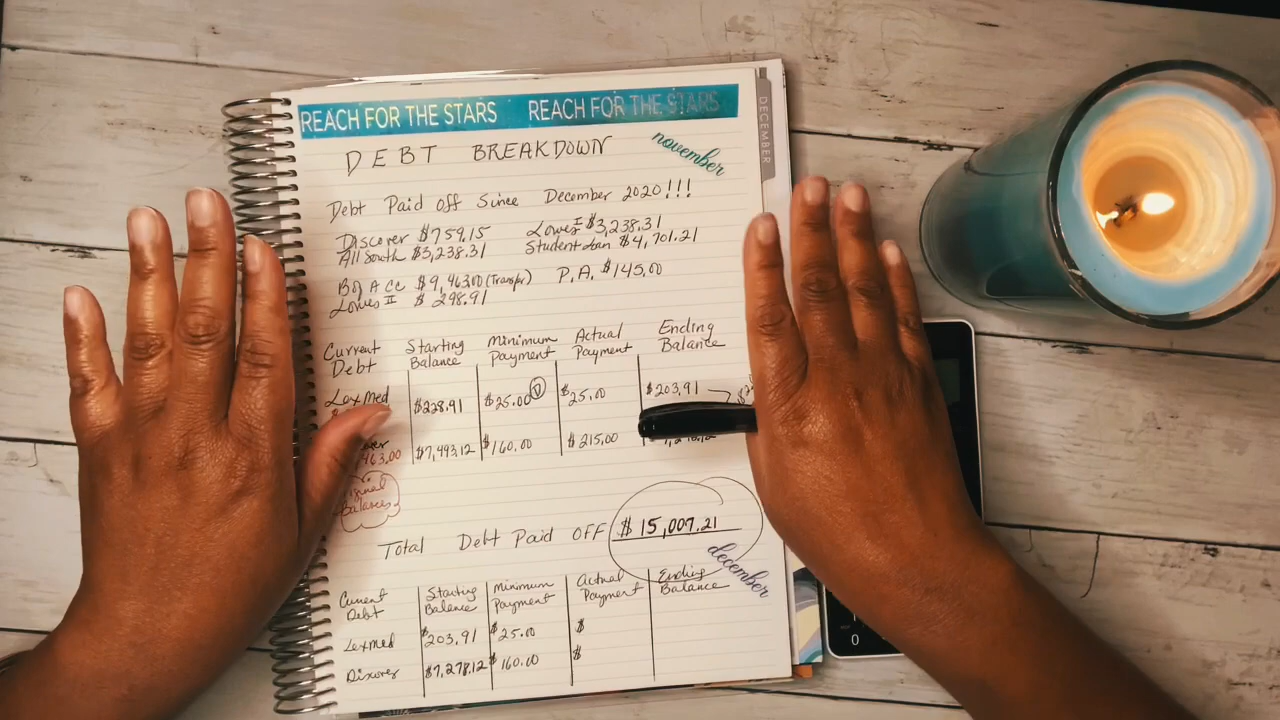 REACH FOR THE STARS REACH FOR THE STARS
DECEMBER
DEBT BREAKDOWN
november
Debt Paid off Since December 2020!!!
Discover $759.15 Lowes I $3,238.31
All South $3,238.31 Student Loan $4,701.21
B of A CC $9,463.00 (Transfer) P.A. $145.00
Lowes II $298.91
Current Debt Starting Balance Minimum Payment Actual Payment Ending Balance
LexMed $228.91 $25.00 $25.00 $203.91
463.00 $7,493.12 $160.00 $215.00
Balances
Total Debt Paid OFF $15,007.21
december
Current Debt Starting Balance Minimum Payment Actual Payment Ending Balance
LexMed $203.91 $25.00 $
Discover $7,278.12 $160.00 $
0